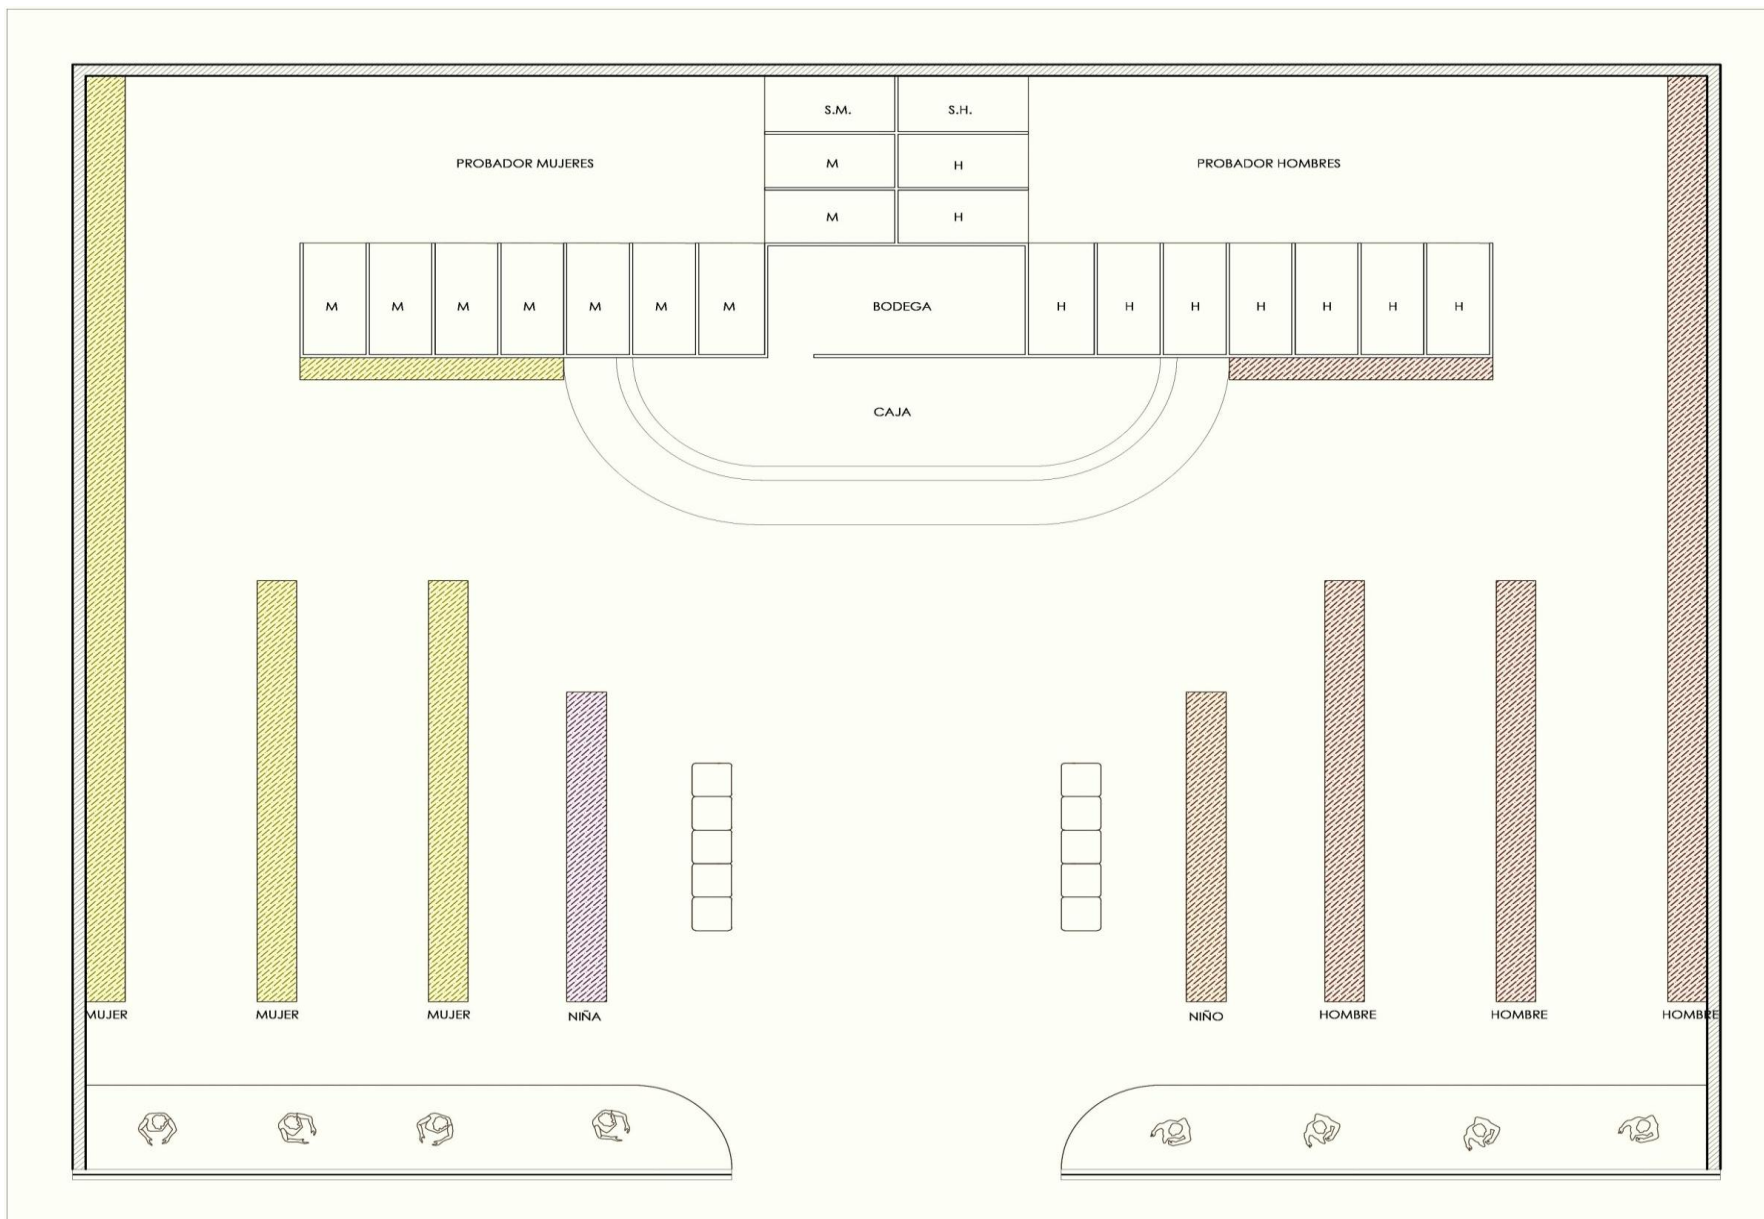 S.M. S.H.
PROBADOR MUJERES M H PROBADOR HOMBRES
M H
M M M M M M M BODEGA H H H H H H H
CAJA
MUJER MUJER MUJER NIÑA NIÑO HOMBRE HOMBRE HOMBRE